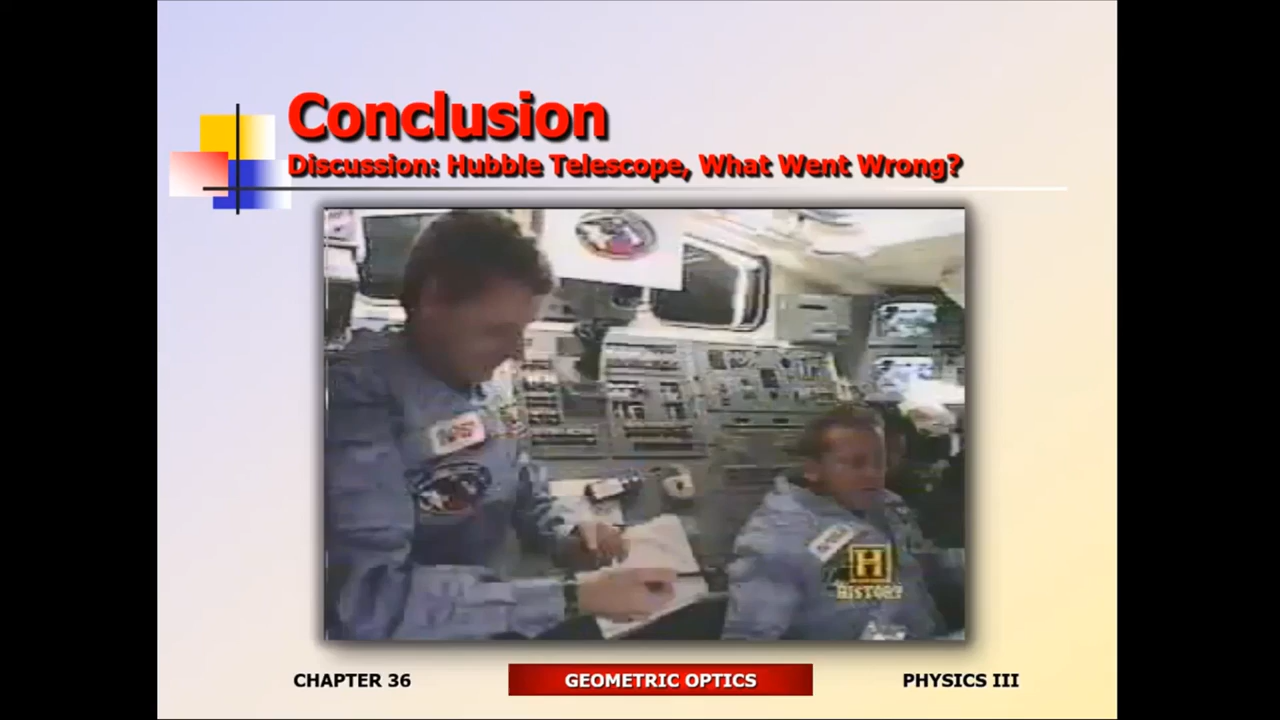 Conclusion
Discussion: Hubble Telescope, What Went Wrong?
H
HISTORY
CHAPTER 36
GEOMETRIC OPTICS
PHYSICS III